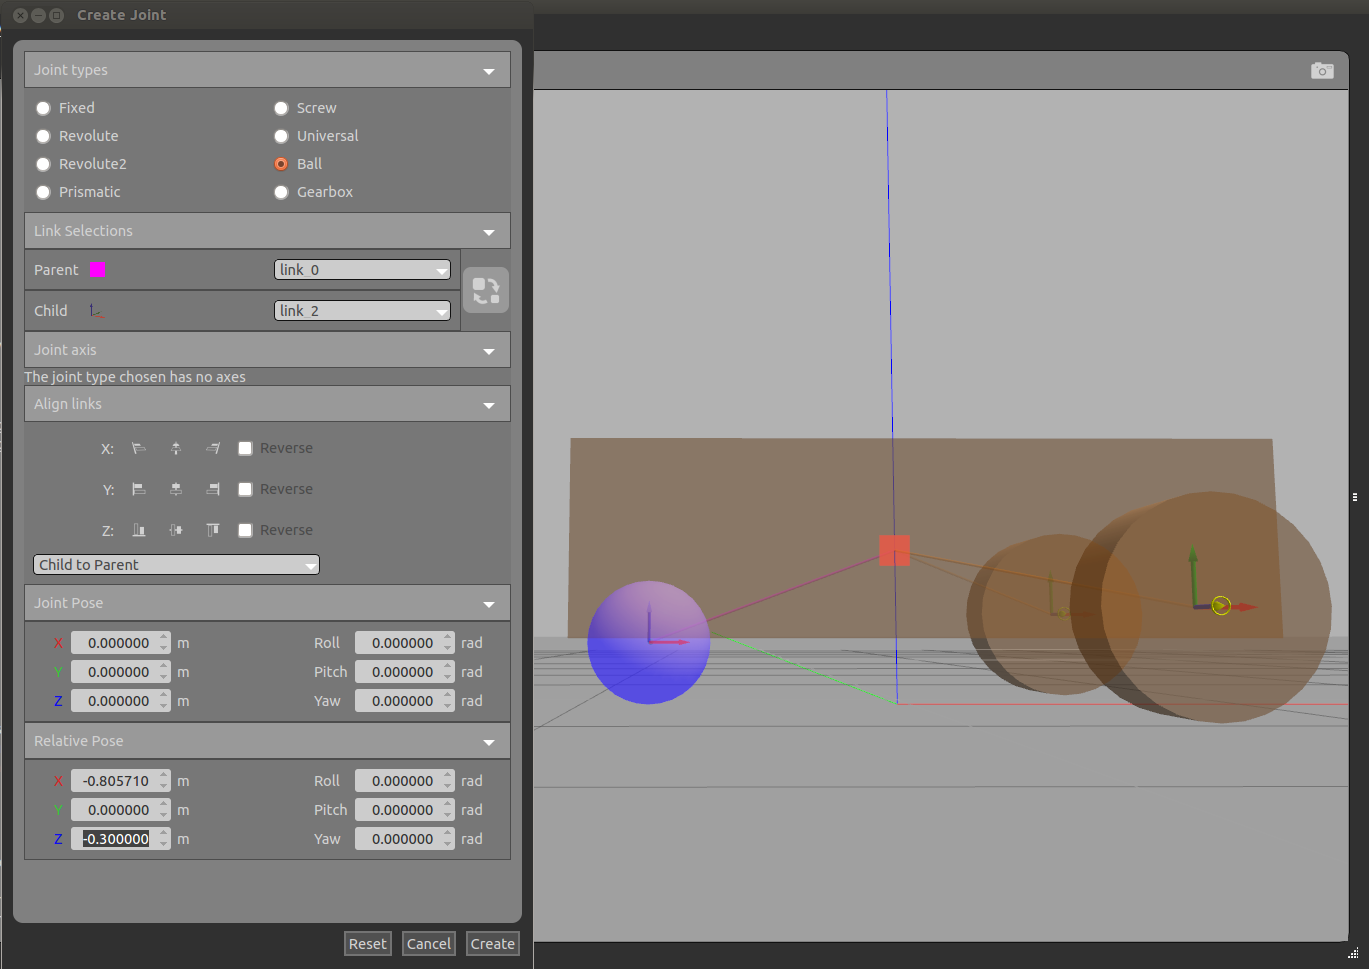 Create Joint
Joint types
Fixed Screw
Revolute Universal
Revolute2 Ball
Prismatic Gearbox
Link Selections
Parent link_0
Child link_2
Joint axis
The joint type chosen has no axes
Align links
X: Reverse
Y: Reverse
Z: Reverse
Child to Parent
Joint Pose
X 0.000000 m Roll 0.000000 rad
Y 0.000000 m Pitch 0.000000 rad
Z 0.000000 m Yaw 0.000000 rad
Relative Pose
X -0.805710 m Roll 0.000000 rad
Y 0.000000 m Pitch 0.000000 rad
Z -0.300000 m Yaw 0.000000 rad
Reset Cancel Create